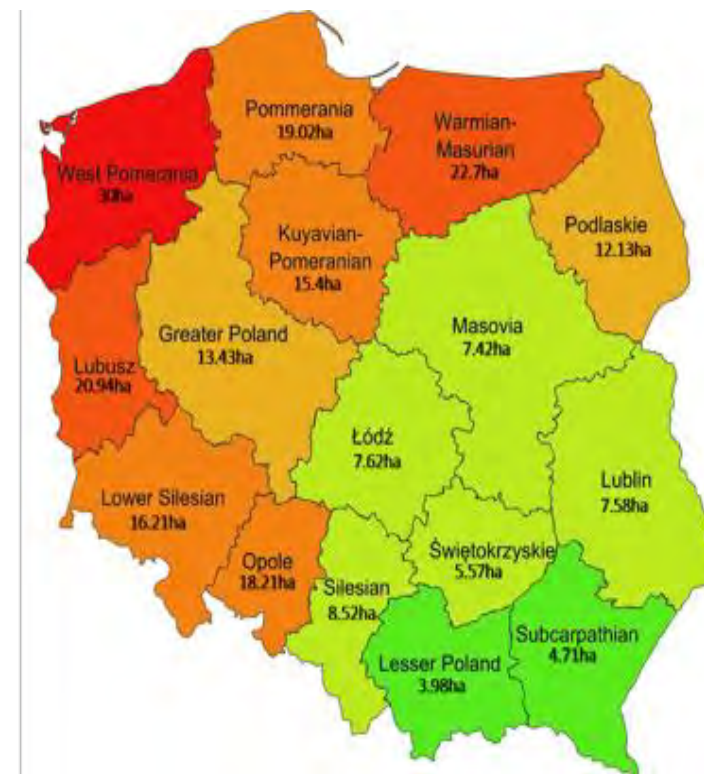 Pommerania
19.02ha
Warmian-
Masurian
22.7ha
West Pomerania
30ha
Podlaskie
12.13ha
Kuyavian-
Pomeranian
15.4ha
Greater Poland
13.43ha
Masovia
7.42ha
Lubusz
20.94ha
Łódź
7.62ha
Lublin
7.58ha
Lower Silesian
16.21ha
Świętokrzyskie
5.57ha
Opole
18.21ha
Silesian
8.52ha
Subcarpathian
4.71ha
Lesser Poland
3.98ha